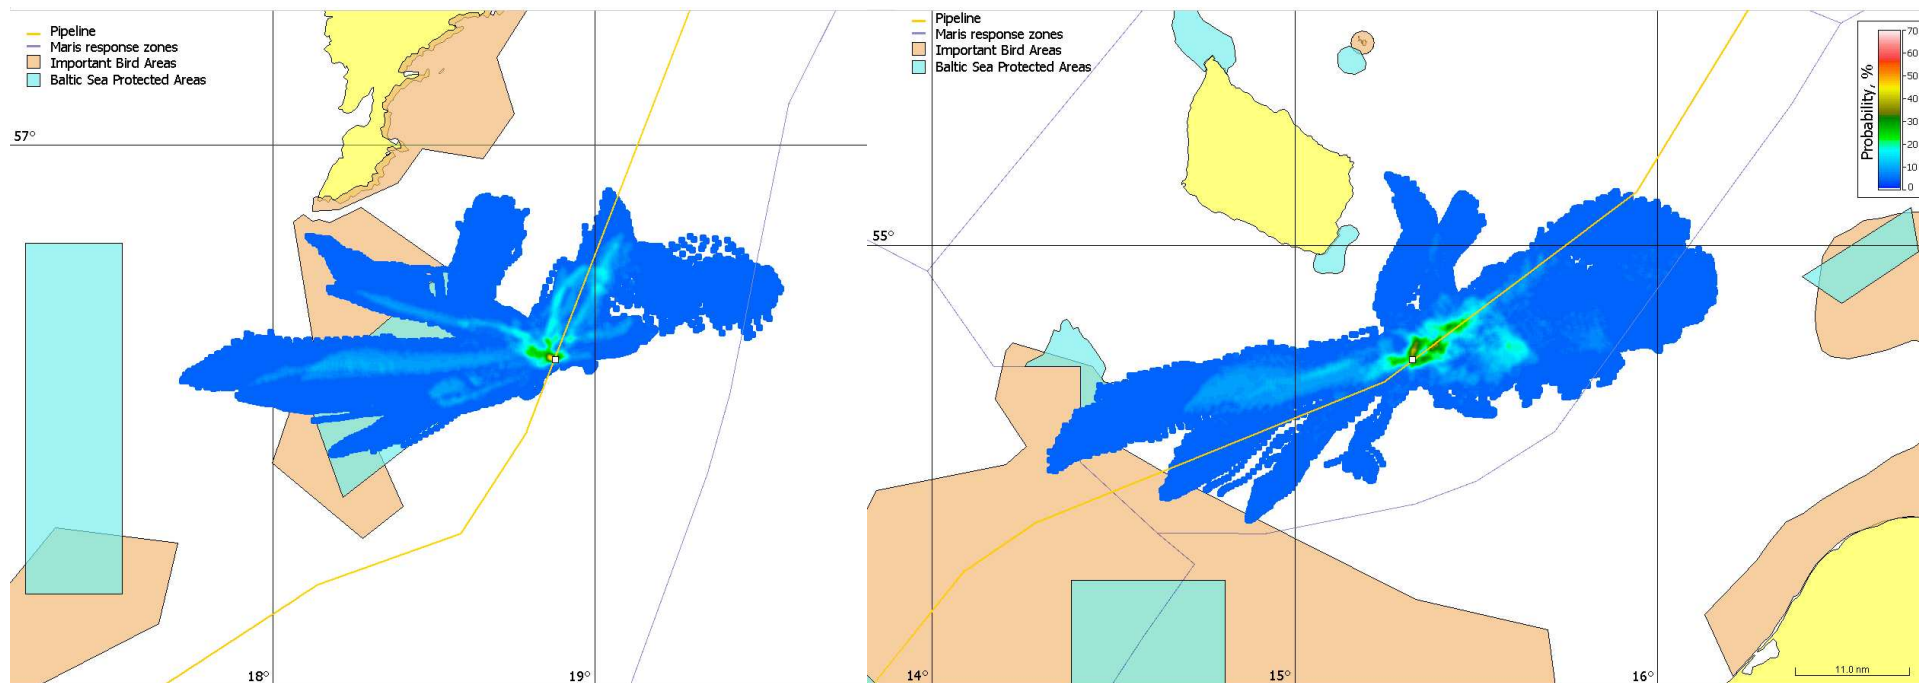 Pipeline
Maris response zones
Important Bird Areas
Baltic Sea Protected Areas
57°
18°
19°
Pipeline
Maris response zones
Important Bird Areas
Baltic Sea Protected Areas
55°
14°
15°
16°
Probability, %
70
60
50
40
30
20
10
0
11.0 nm